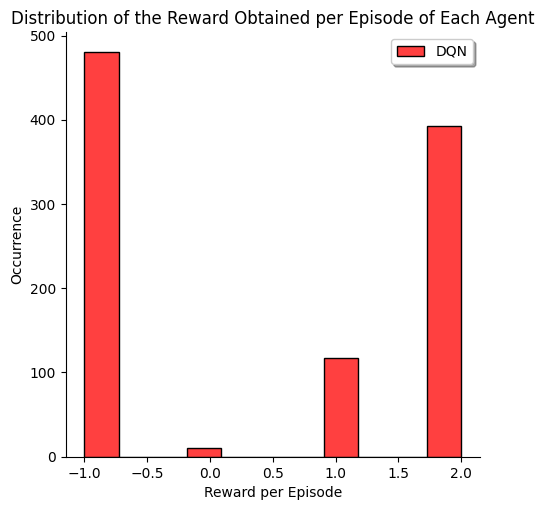 Distribution of the Reward Obtained per Episode of Each Agent
DQN
500
400
300
200
100
0
Occurrence
−1.0 −0.5 0.0 0.5 1.0 1.5 2.0
Reward per Episode